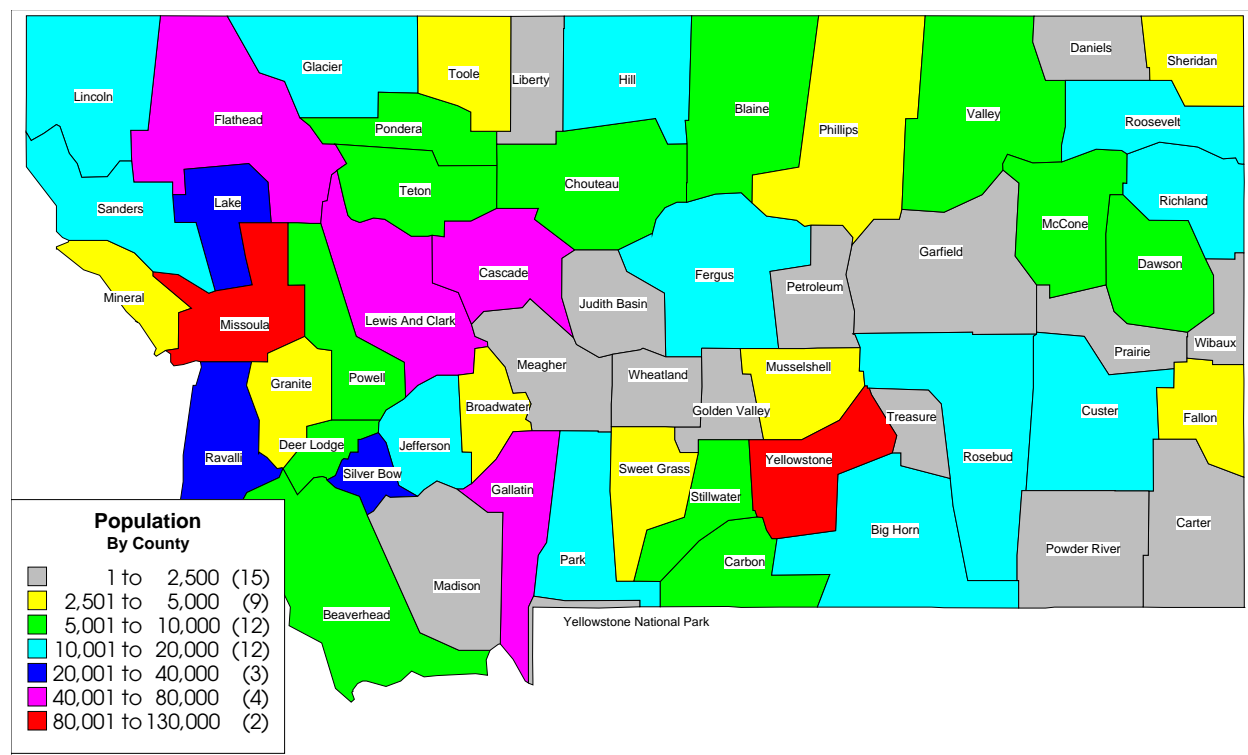 Daniels
Sheridan
Glacier
Toole
Liberty
Hill
Lincoln
Blaine
Valley
Flathead
Pondera
Phillips
Roosevelt
Teton
Chouteau
Sanders
Lake
McCone
Richland
Garfield
Dawson
Cascade
Fergus
Petroleum
Mineral
Judith Basin
Missoula
Lewis And Clark
Wibaux
Prairie
Meagher
Wheatland
Musselshell
Powell
Granite
Broadwater
Golden Valley
Treasure
Custer
Fallon
Deer Lodge
Jefferson
Ravalli
Silver Bow
Sweet Grass
Yellowstone
Rosebud
Gallatin
Stillwater
Big Horn
Carter
Population
By County
1 to 2,500 (15)
2,501 to 5,000 (9)
5,001 to 10,000 (12)
10,001 to 20,000 (12)
20,001 to 40,000 (3)
40,001 to 80,000 (4)
80,001 to 130,000 (2)
Powder River
Park
Carbon
Madison
Beaverhead
Yellowstone National Park